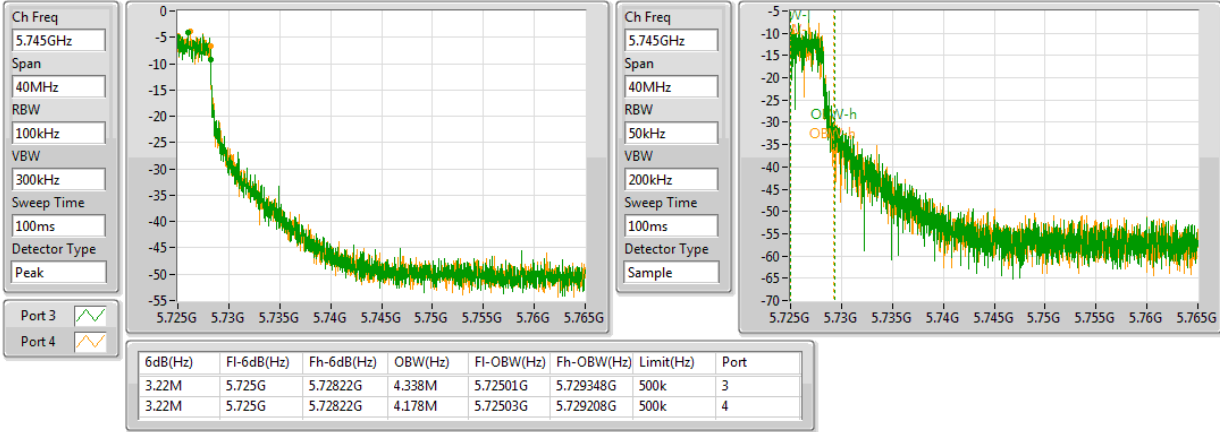 Ch Freq
5.745GHz
Span
40MHz
RBW
100kHz
VBW
300kHz
Sweep Time
100ms
Detector Type
Peak
Port 3
Port 4
0
-5
-10
-15
-20
-25
-30
-35
-40
-45
-50
-55
5.725G 5.73G 5.735G 5.74G 5.745G 5.75G 5.755G 5.76G 5.765G
Ch Freq
5.745GHz
Span
40MHz
RBW
50kHz
VBW
200kHz
Sweep Time
100ms
Detector Type
Sample
-5
-10
-15
-20
-25
-30
-35
-40
-45
-50
-55
-60
-65
-70
W-l
OBW-h
5.725G 5.73G 5.735G 5.74G 5.745G 5.75G 5.755G 5.76G 5.765G
6dB(Hz) Fl-6dB(Hz) Fh-6dB(Hz) OBW(Hz) Fl-OBW(Hz) Fh-OBW(Hz) Limit(Hz) Port
3.22M 5.725G 5.72822G 4.338M 5.72501G 5.729348G 500k 3
3.22M 5.725G 5.72822G 4.178M 5.72503G 5.729208G 500k 4